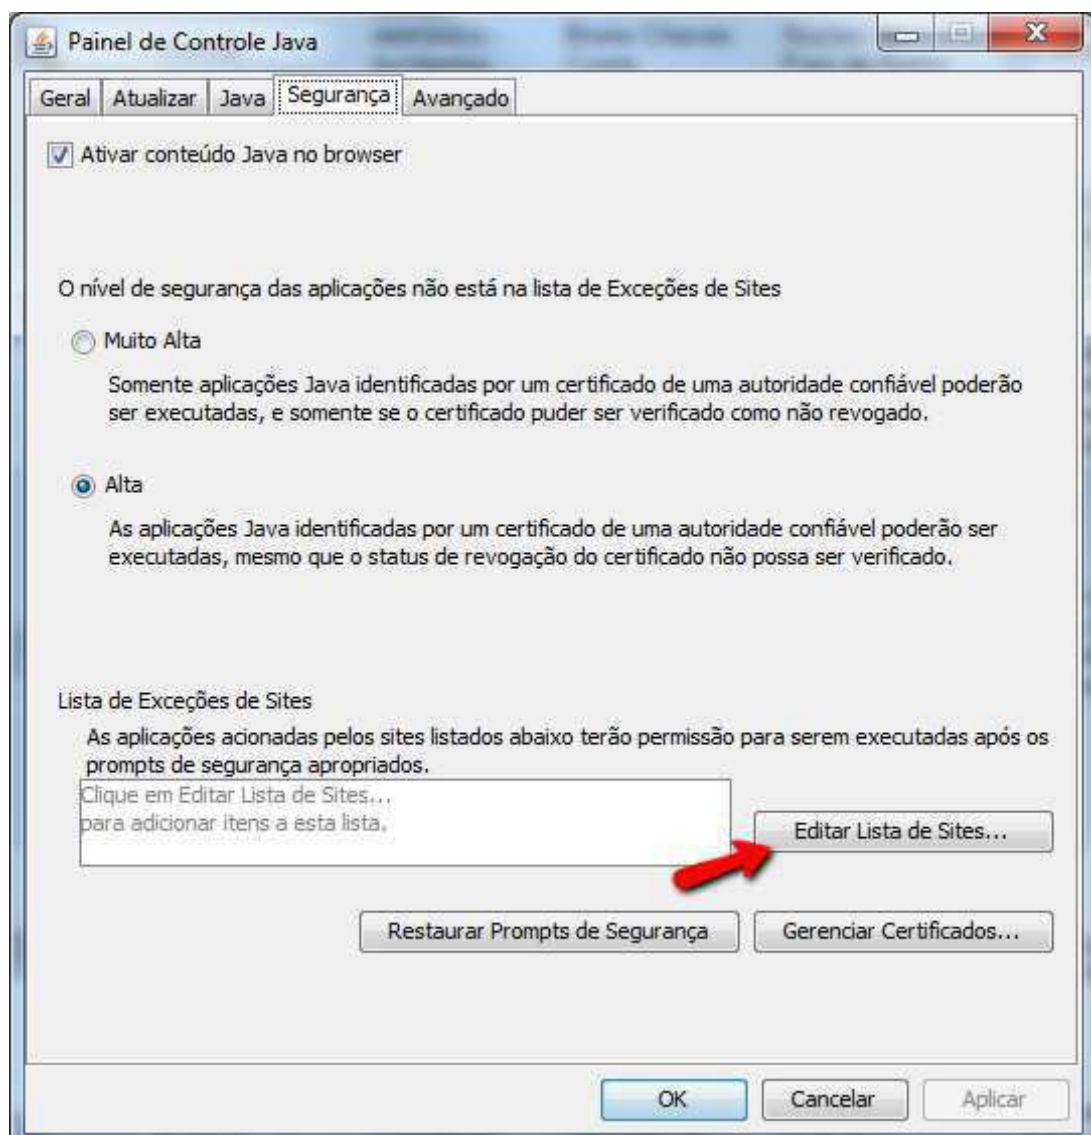 Painel de Controle Java
Geral Atualizar Java Segurança Avançado
Ativar conteúdo Java no browser
O nível de segurança das aplicações não está na lista de Exceções de Sites
Muito Alta
Somente aplicações Java identificadas por um certificado de uma autoridade confiável poderão
ser executadas, e somente se o certificado puder ser verificado como não revogado.
Alta
As aplicações Java identificadas por um certificado de uma autoridade confiável poderão ser
executadas, mesmo que o status de revogação do certificado não possa ser verificado.
Lista de Exceções de Sites
As aplicações acionadas pelos sites listados abaixo terão permissão para serem executadas após os
prompts de segurança apropriados.
Clique em Editar Lista de Sites...
para adicionar itens a esta lista.
Editar Lista de Sites...
Restaurar Prompts de Segurança Gerenciar Certificados...
OK Cancelar Aplicar